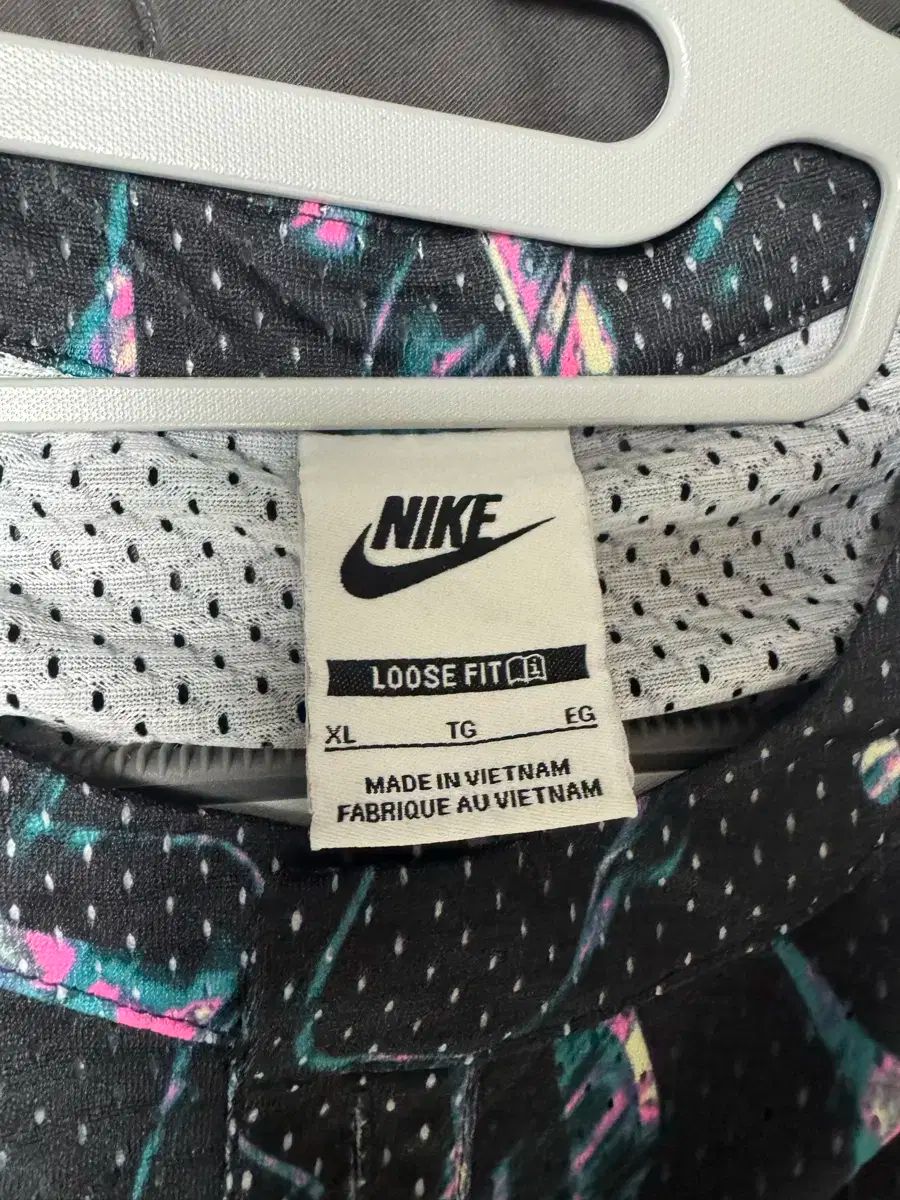 NIKE
LOOSE FIT
XL TG EG
MADE IN VIETNAM
FABRIQUE AU VIETNAM